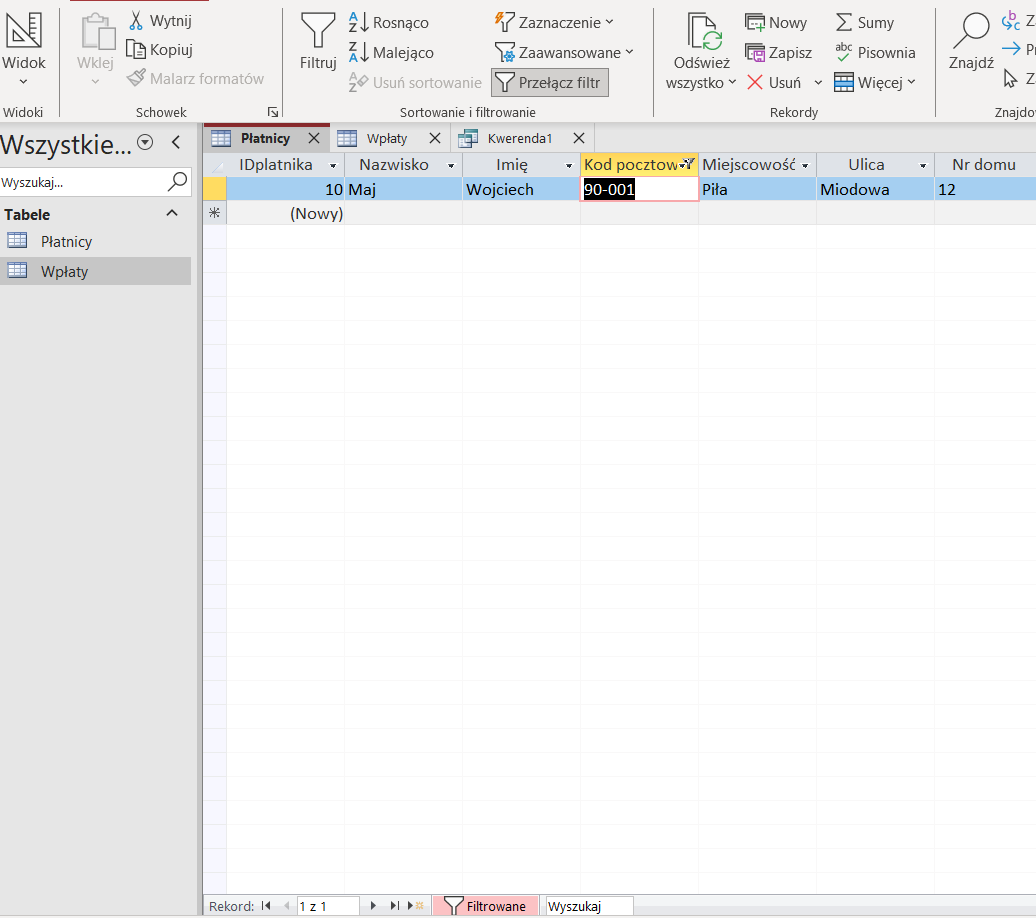 Wytnij
Kopiuj
Malarz formatów
Widok
Wklej
Widoki
Schowek
Filtruj
Rosnąco
Malejąco
Usuń sortowanie
Zaznaczenie
Zaawansowane
Przełącz filtr
Sortowanie i filtrowanie
Odśwież
wszystko
Nowy
Zapisz
Usuń
Sumy
Pisownia
Więcej
Rekordy
Znajdź
Znajdo
Wszystkie...
Wyszukaj...
Tabele
Płatnicy
Wpłaty
Płatnicy Wpłaty Kwerenda1
IDplatnika Nazwisko Imię Kod pocztow Miejscowość Ulica Nr domu
10 Maj Wojciech 90-001 Piła Miodowa 12
(Nowy)
Rekord: 1 z 1 Filtrowane Wyszukaj